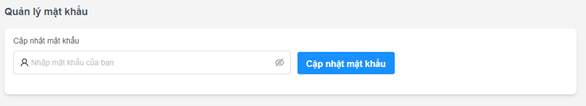 Quản lý mật khẩu
Cập nhật mật khẩu
Nhập mật khẩu của bạn
Cập nhật mật khẩu